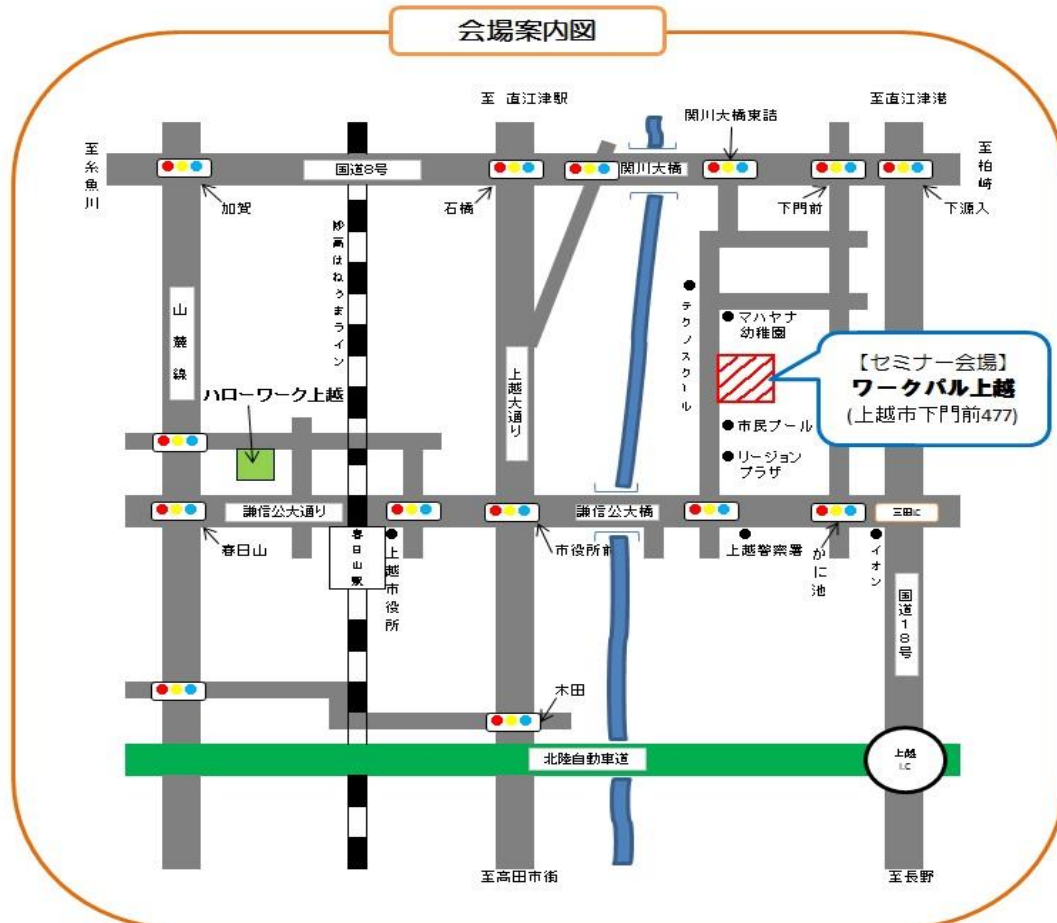 会場案内図
至 直江津駅
至直江津港
関川大橋東詰
至糸魚川
国道8号
関川大橋
至柏崎
加賀
石橋
下門前
下源入
妙高はねうまライン
山麓線
テクノスクール
マハヤナ
幼稚園
【セミナー会場】
ワークパル上越
(上越市下門前477)
上越大通り
ハローワーク上越
市民プール
リージョン
プラザ
謙信公大通り
謙信公大橋
三田IC
春日山
春日山駅
上越市役所
市役所前
上越警察署
かに池
イオン
国道18号
木田
北陸自動車道
上越
I.C
至高田市街
至長野